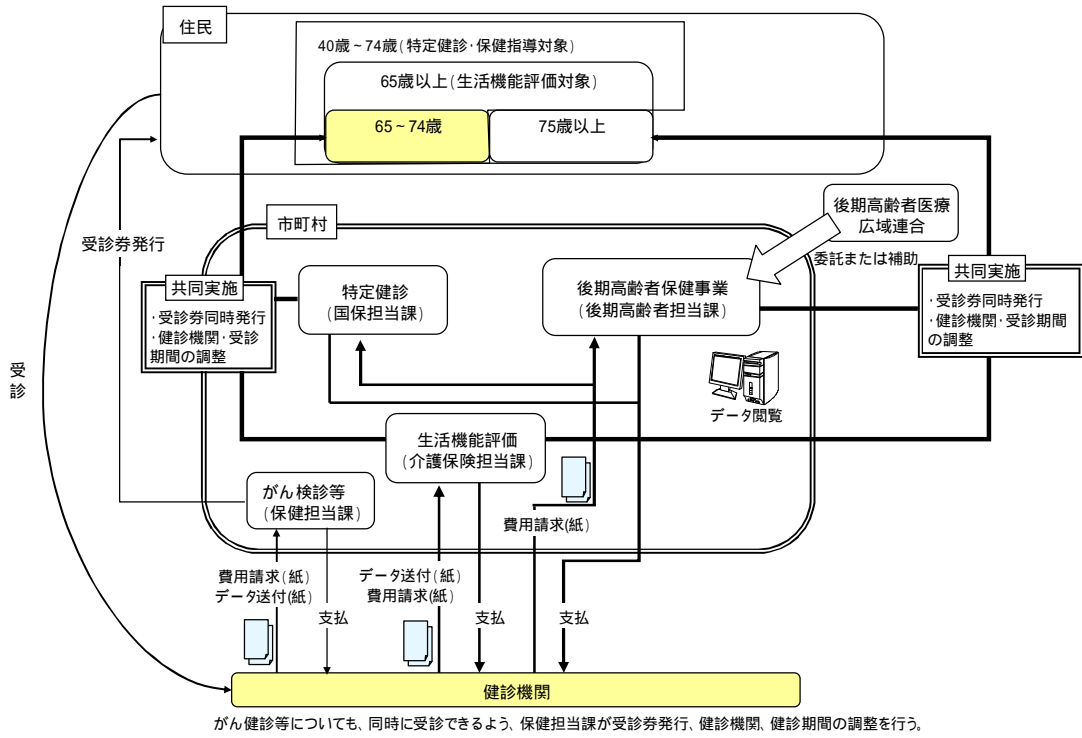 住民
40歳~74歳(特定健診・保健指導対象)
65歳以上(生活機能評価対象)
65~74歳
75歳以上
市町村
後期高齢者医療
広域連合
委託または補助
受診券発行
共同実施
・受診券同時発行
・健診機関・受診
期間の調整
特定健診
(国保担当課)
後期高齢者保健事業
(後期高齢者担当課)
共同実施
・受診券同時発行
・健診機関・受診期間
の調整
受
診
データ閲覧
生活機能評価
(介護保険担当課)
がん検診等
(保健担当課)
費用請求(紙)
費用請求(紙)
データ送付(紙)
支払
データ送付(紙)
費用請求(紙)
支払
支払
健診機関
がん健診等についても、同時に受診できるよう、保健担当課が受診券発行、健診機関、健診期間の調整を行う。